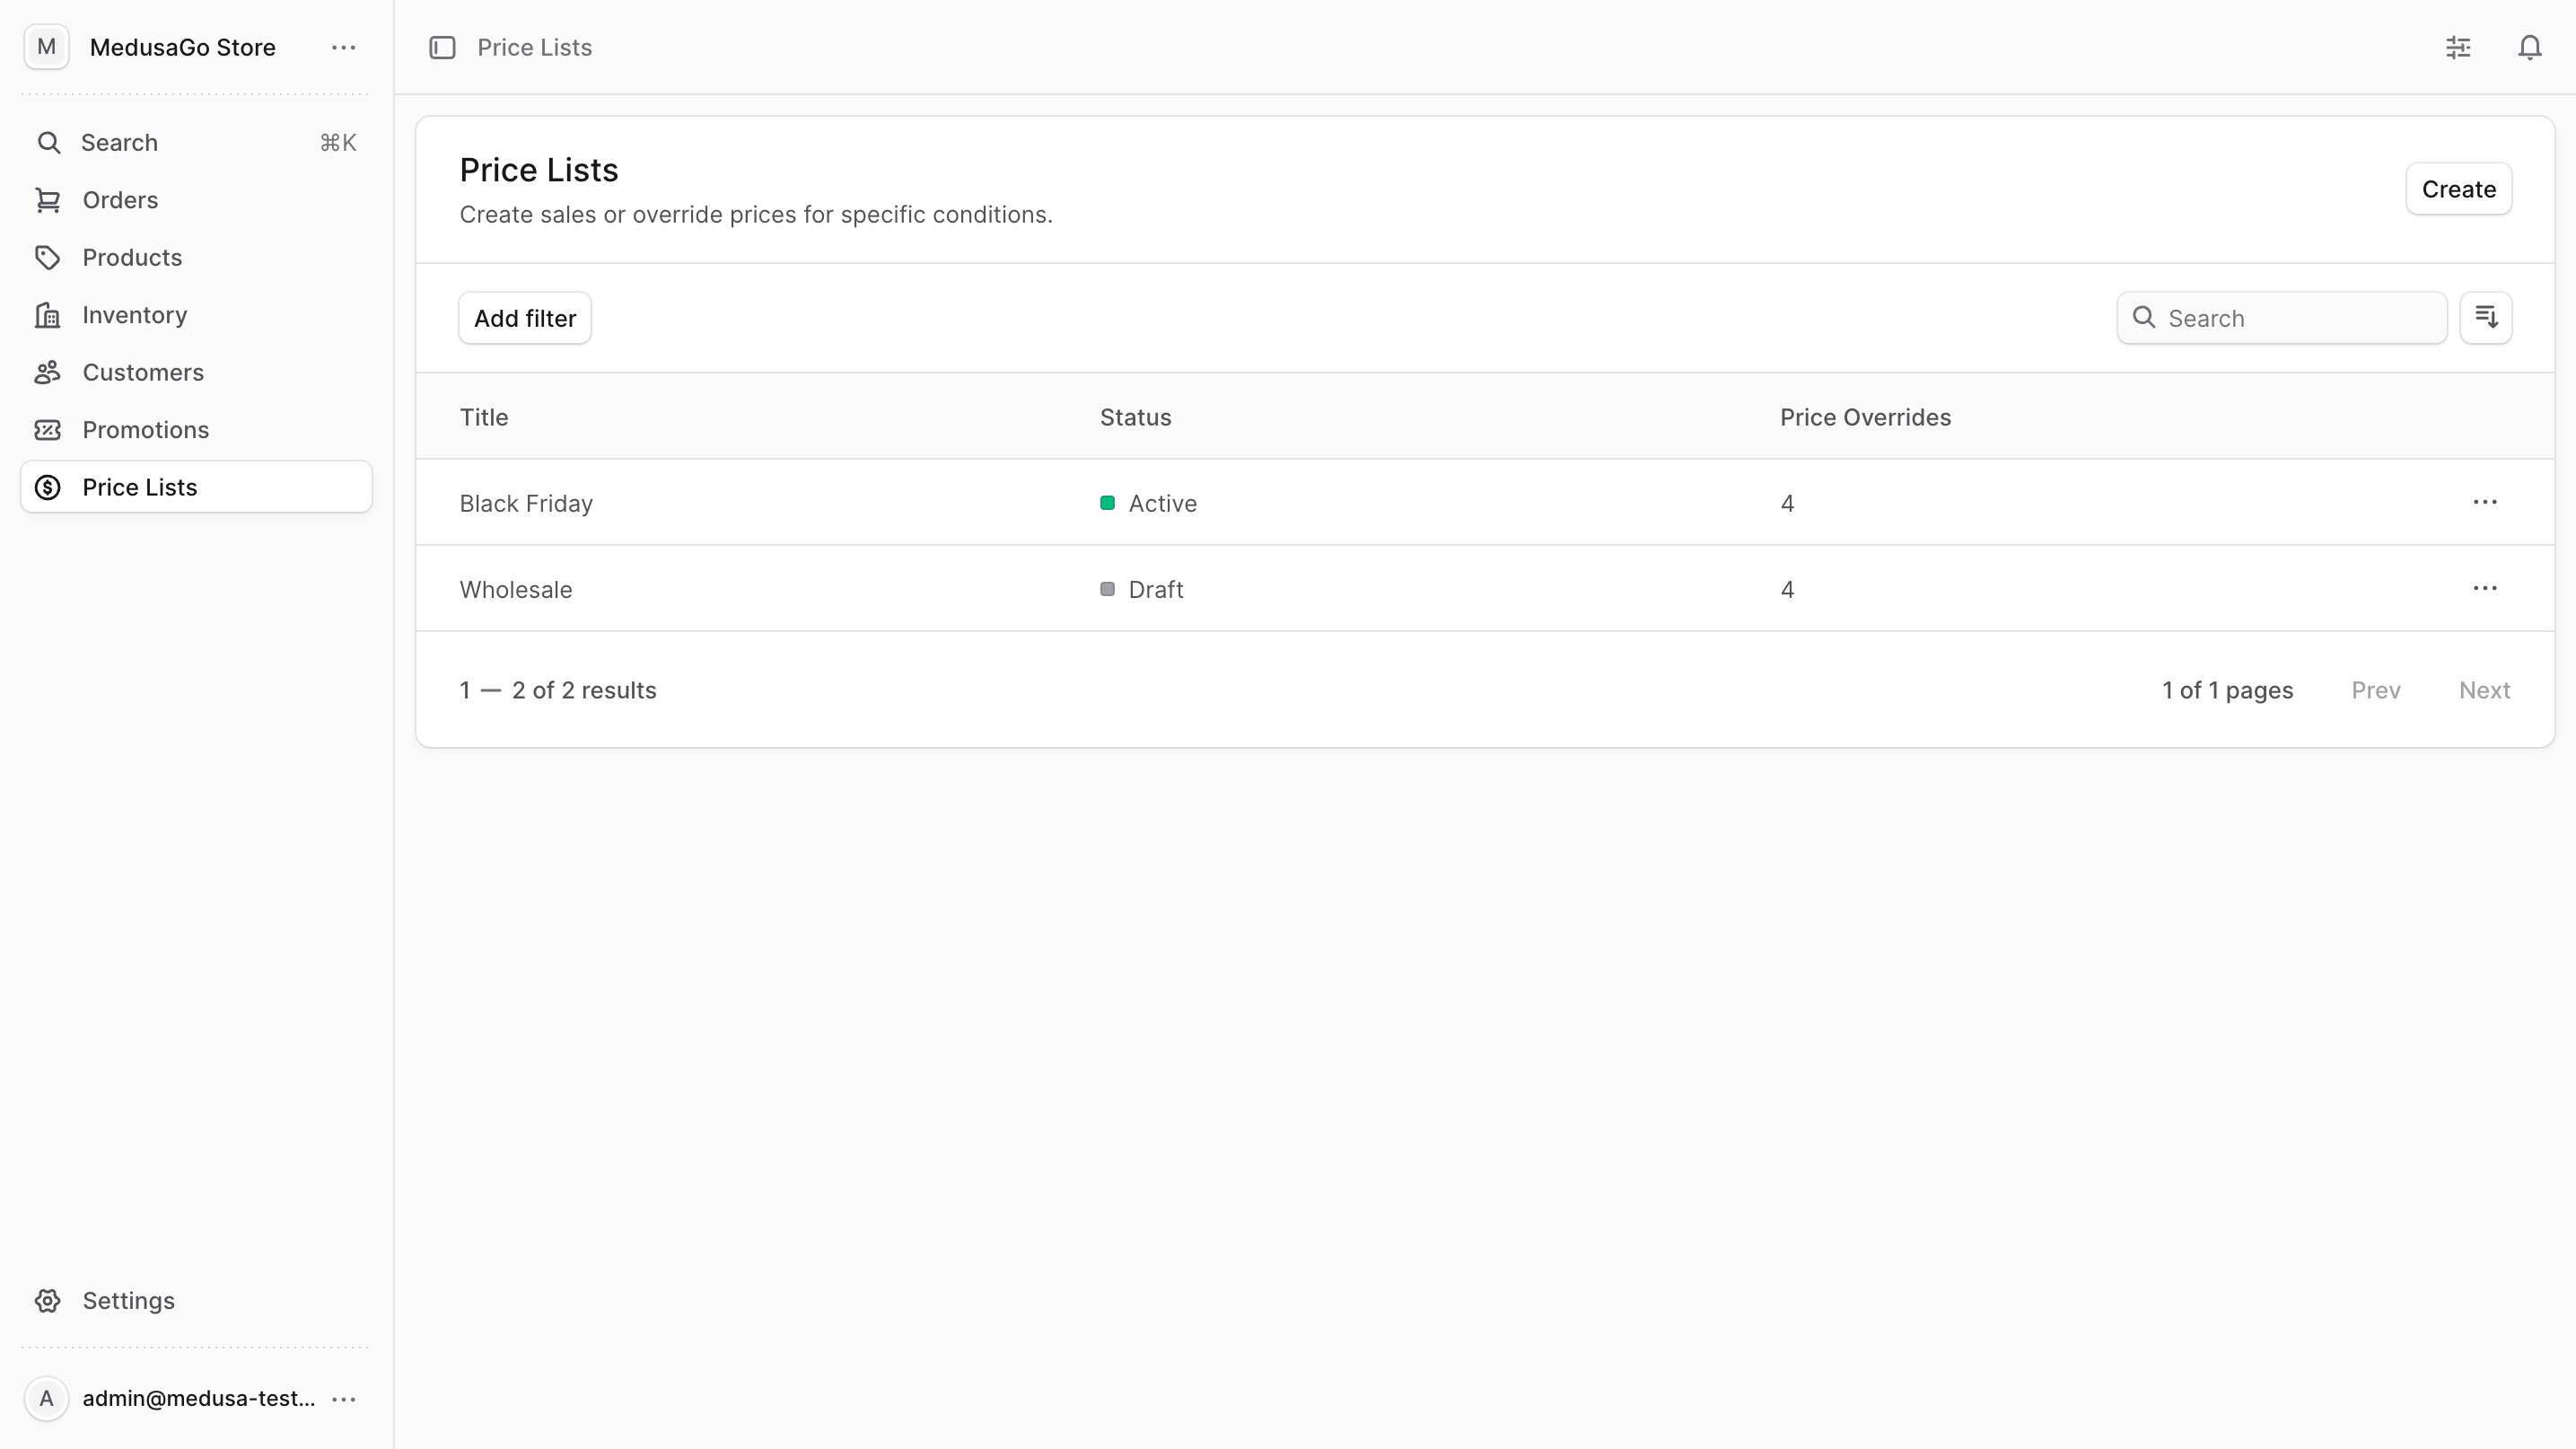 M
MedusaGo Store
Price Lists
Search ⌘K
Orders
Products
Inventory
Customers
Promotions
Price Lists
Settings
A
admin@medusa-test...
Price Lists
Create sales or override prices for specific conditions.
Create
Add filter
Search
Title Status Price Overrides
Black Friday Active 4
Wholesale Draft 4
1 — 2 of 2 results
1 of 1 pages Prev Next